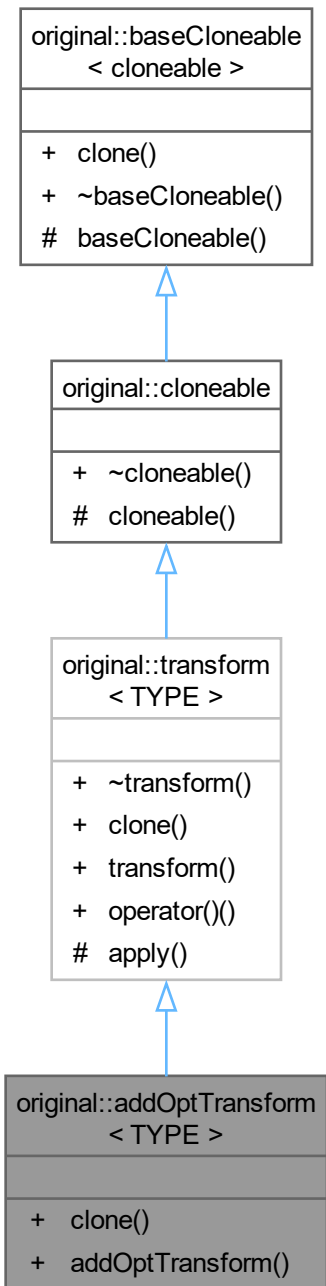 original::baseCloneable
< cloneable >
+ clone()
+ ~baseCloneable()
# baseCloneable()
original::cloneable
+ ~cloneable()
# cloneable()
original::transform
< TYPE >
+ ~transform()
+ clone()
+ transform()
+ operator()()
# apply()
original::addOptTransform
< TYPE >
+ clone()
+ addOptTransform()